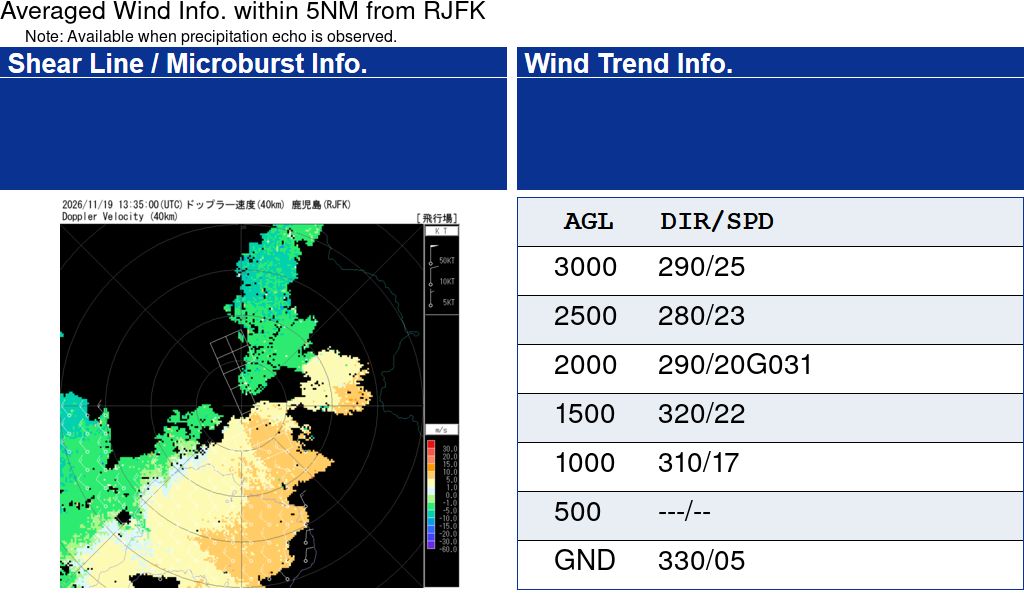 Averaged Wind Info. within 5NM from RJFK
Note: Available when precipitation echo is observed.
Shear Line / Microburst Info.
Wind Trend Info.
2026/11/19 13:35:00(UTC) ドップラー速度(40km) 鹿児島(RJFK)
Doppler Velocity (40km)
[飛行場]
KT
50KT
10KT
5KT
m/s
30.0
20.0
15.0
10.0
5.0
1.0
0.0
-1.0
-5.0
-10.0
-15.0
-20.0
-30.0
-60.0
AGL DIR/SPD
3000 290/25
2500 280/23
2000 290/20G031
1500 320/22
1000 310/17
500 ---/--
GND 330/05